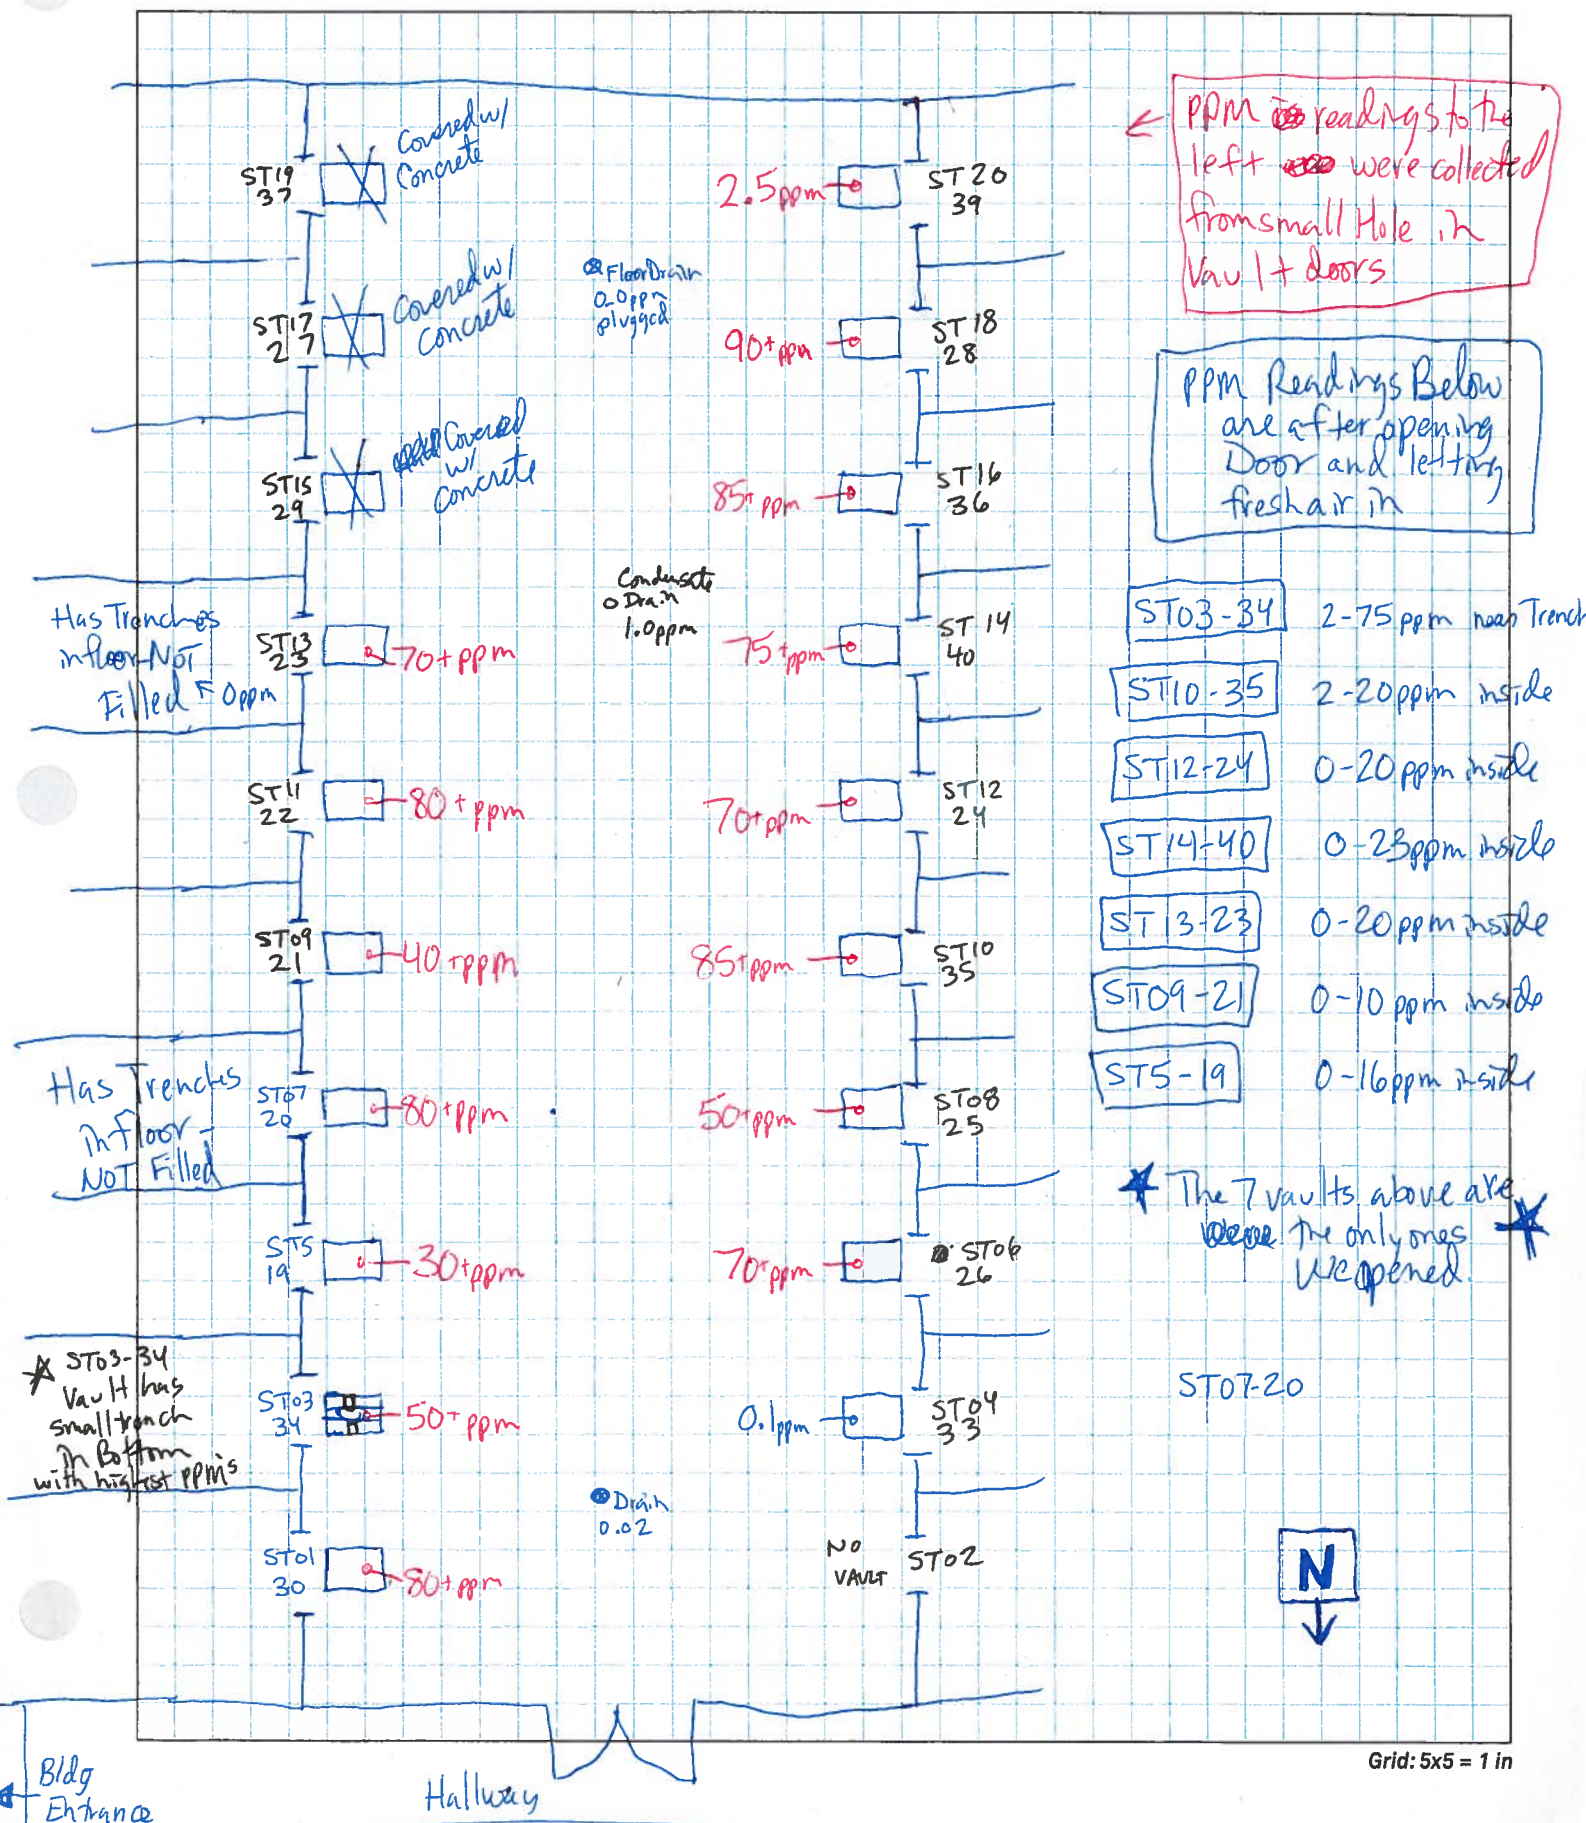 PPM readings to the
left were collected
from small Hole in
Vault doors
Covered w/
Concrete
ST19
37
2.5ppm
ST20
39
Floor Drain
0.0ppm
plugged
Covered w/
Concrete
ST17
27
90+ppm
ST18
28
PPM Readings Below
are after opening
Door and letting
fresh air in
Covered
w/
Concrete
ST15
29
85+ppm
ST16
36
Condensate
Drain
1.0ppm
Has Trenches
in floor-NOT
Filled 0ppm
ST13
23
70+ppm
75+ppm
ST14
40
ST03-34 2-75 ppm near Trench
ST10-35 2-20ppm inside
ST12-24 0-20ppm inside
ST14-40 0-23ppm inside
ST13-23 0-20ppm inside
ST09-21 0-10ppm inside
ST5-19 0-16ppm inside
ST11
22
80+ppm
70+ppm
ST12
24
ST09
21
40+ppm
85+ppm
ST10
35
Has Trenches
in floor -
NOT Filled
ST07
20
80+ppm
50+ppm
ST08
25
The 7 vaults above are
the only ones
we opened.
ST5
19
30+ppm
70+ppm
ST06
26
ST03-34
Vault has
small trench
in Bottom
with highest ppm's
ST03
34
50+ppm
0.1ppm
ST04
33
ST07-20
Drain
0.02
ST01
30
80+ppm
NO
VAULT
ST02
N
Grid: 5x5 = 1 in
Bldg
Entrance
Hallway